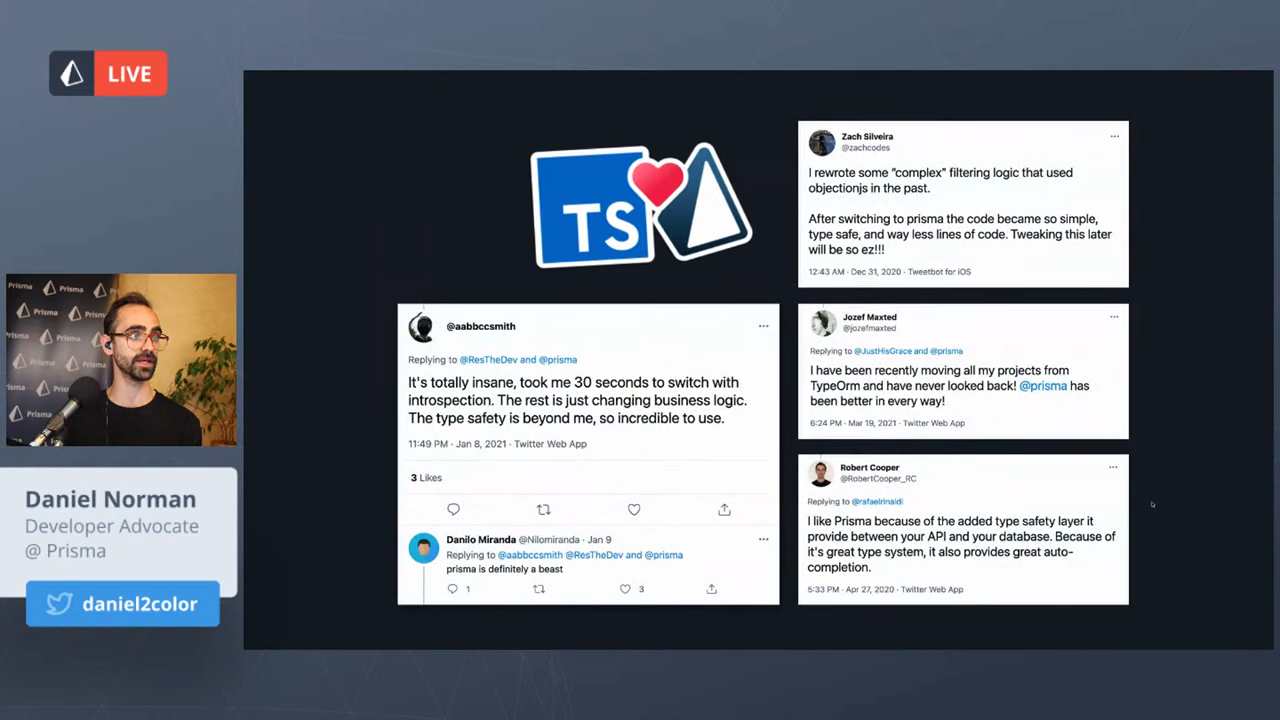 LIVE
TS
Zach Silveira
@zachcodes
I rewrote some “complex” filtering logic that used
objectionjs in the past.
After switching to prisma the code became so simple,
type safe, and way less lines of code. Tweaking this later
will be so ez!!!
12:43 AM · Dec 31, 2020 · Tweetbot for iOS
@aabbccsmith
Replying to @ResTheDev and @prisma
It's totally insane, took me 30 seconds to switch with
introspection. The rest is just changing business logic.
The type safety is beyond me, so incredible to use.
11:49 PM · Jan 8, 2021 · Twitter Web App
3 Likes
Danilo Miranda @Nilomiranda · Jan 9
Replying to @aabbccsmith @ResTheDev and @prisma
prisma is definitely a beast
1
3
Jozef Maxted
@jozefmaxted
Replying to @JustHisGrace and @prisma
I have been recently moving all my projects from
TypeOrm and have never looked back! @prisma has
been better in every way!
6:24 PM · Mar 19, 2021 · Twitter Web App
Robert Cooper
@RobertCooper_RC
Replying to @rafaelrinaldi
I like Prisma because of the added type safety layer it
provide between your API and your database. Because of
it's great type system, it also provides great auto-
completion.
5:33 PM · Apr 27, 2020 · Twitter Web App
Prisma
Prisma
Prisma
Prisma
Prisma
Prisma
Daniel Norman
Developer Advocate
@ Prisma
daniel2color